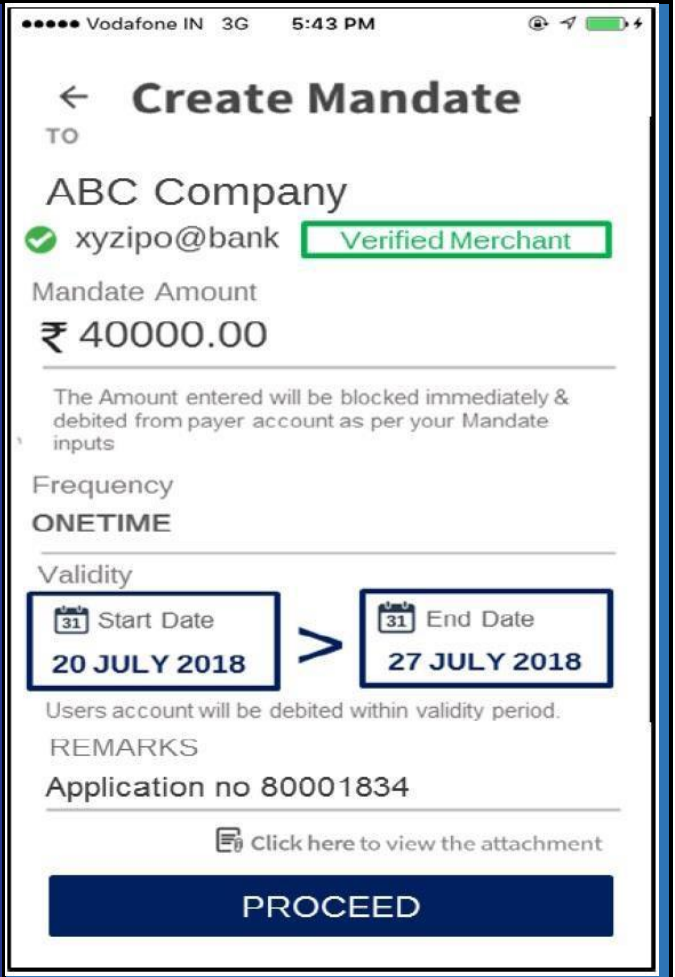 Vodafone IN 3G 5:43 PM
← Create Mandate
TO
ABC Company
xyzipo@bank Verified Merchant
Mandate Amount
₹ 40000.00
The Amount entered will be blocked immediately &
debited from payer account as per your Mandate
inputs
Frequency
ONETIME
Validity
31 Start Date
20 JULY 2018
>
31 End Date
27 JULY 2018
Users account will be debited within validity period.
REMARKS
Application no 80001834
Click here to view the attachment
PROCEED